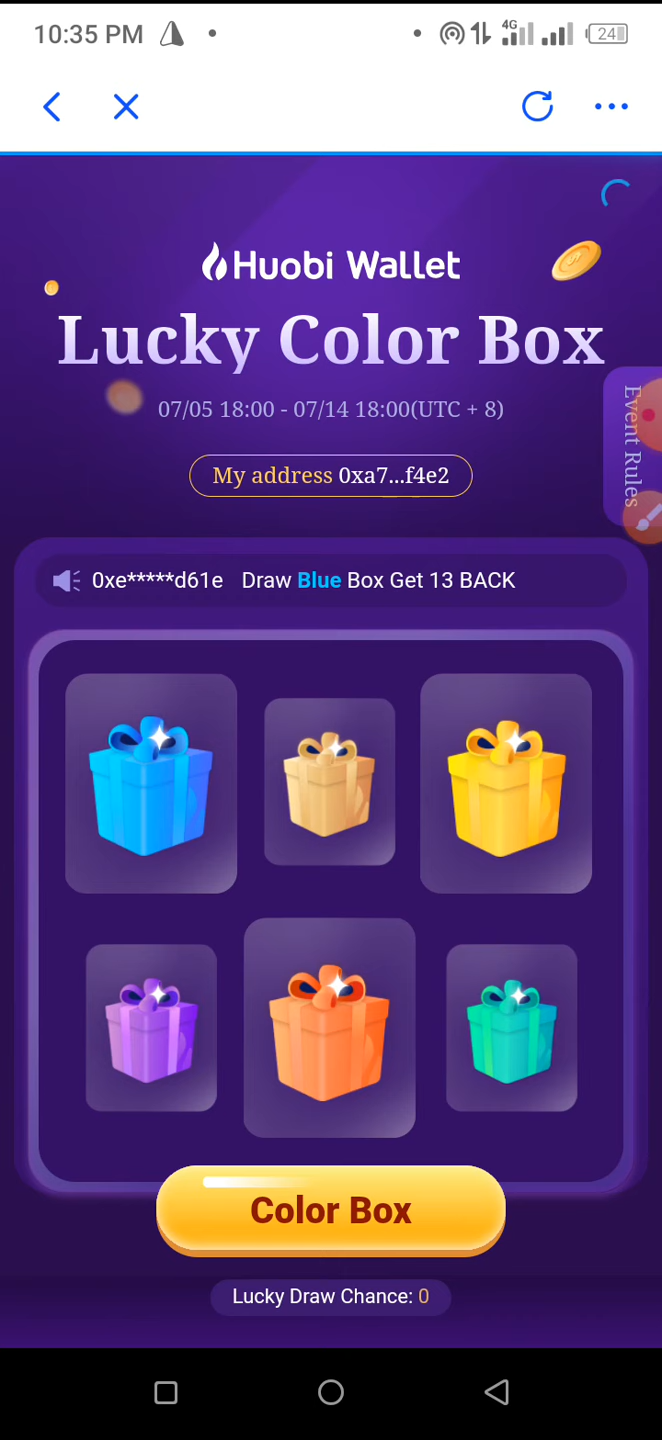 10:35 PM
4G
24
Huobi Wallet
Lucky Color Box
07/05 18:00 - 07/14 18:00(UTC + 8)
Event Rules
My address 0xa7...f4e2
0xe*****d61e Draw Blue Box Get 13 BACK
Color Box
Lucky Draw Chance: 0